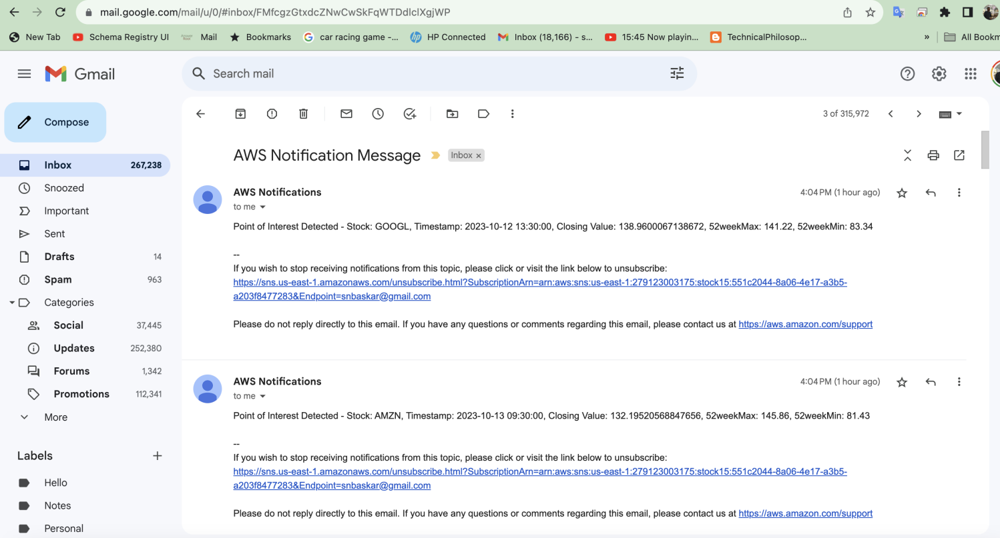 mail.google.com/mail/u/0/#inbox/FMfcgzGtxdcZNwCwSkFqWTDdlclXgjWP
New Tab Schema Registry UI Mail Bookmarks car racing game -... HP Connected Inbox (18,166) - s... 15:45 Now playin... TechnicalPhilosop... » All Bookm
Gmail
Search mail
Compose
3 of 315,972
Inbox 267,238
Snoozed
Important
Sent
Drafts 14
Spam 963
Categories
Social 37,445
Updates 252,380
Forums 1,342
Promotions 112,341
More
Labels +
Hello
Notes
Personal
AWS Notification Message Inbox ×
AWS Notifications 4:04 PM (1 hour ago)
to me
Point of Interest Detected - Stock: GOOGL, Timestamp: 2023-10-12 13:30:00, Closing Value: 138.9600067138672, 52weekMax: 141.22, 52weekMin: 83.34
--
If you wish to stop receiving notifications from this topic, please click or visit the link below to unsubscribe:
https://sns.us-east-1.amazonaws.com/unsubscribe.html?SubscriptionArn=arn:aws:sns:us-east-1:279123003175:stock15:551c2044-8a06-4e17-a3b5-
a203f8477283&Endpoint=snbaskar@gmail.com
Please do not reply directly to this email. If you have any questions or comments regarding this email, please contact us at https://aws.amazon.com/support
AWS Notifications 4:04 PM (1 hour ago)
to me
Point of Interest Detected - Stock: AMZN, Timestamp: 2023-10-13 09:30:00, Closing Value: 132.19520568847656, 52weekMax: 145.86, 52weekMin: 81.43
--
If you wish to stop receiving notifications from this topic, please click or visit the link below to unsubscribe:
https://sns.us-east-1.amazonaws.com/unsubscribe.html?SubscriptionArn=arn:aws:sns:us-east-1:279123003175:stock15:551c2044-8a06-4e17-a3b5-
a203f8477283&Endpoint=snbaskar@gmail.com
Please do not reply directly to this email. If you have any questions or comments regarding this email, please contact us at https://aws.amazon.com/support